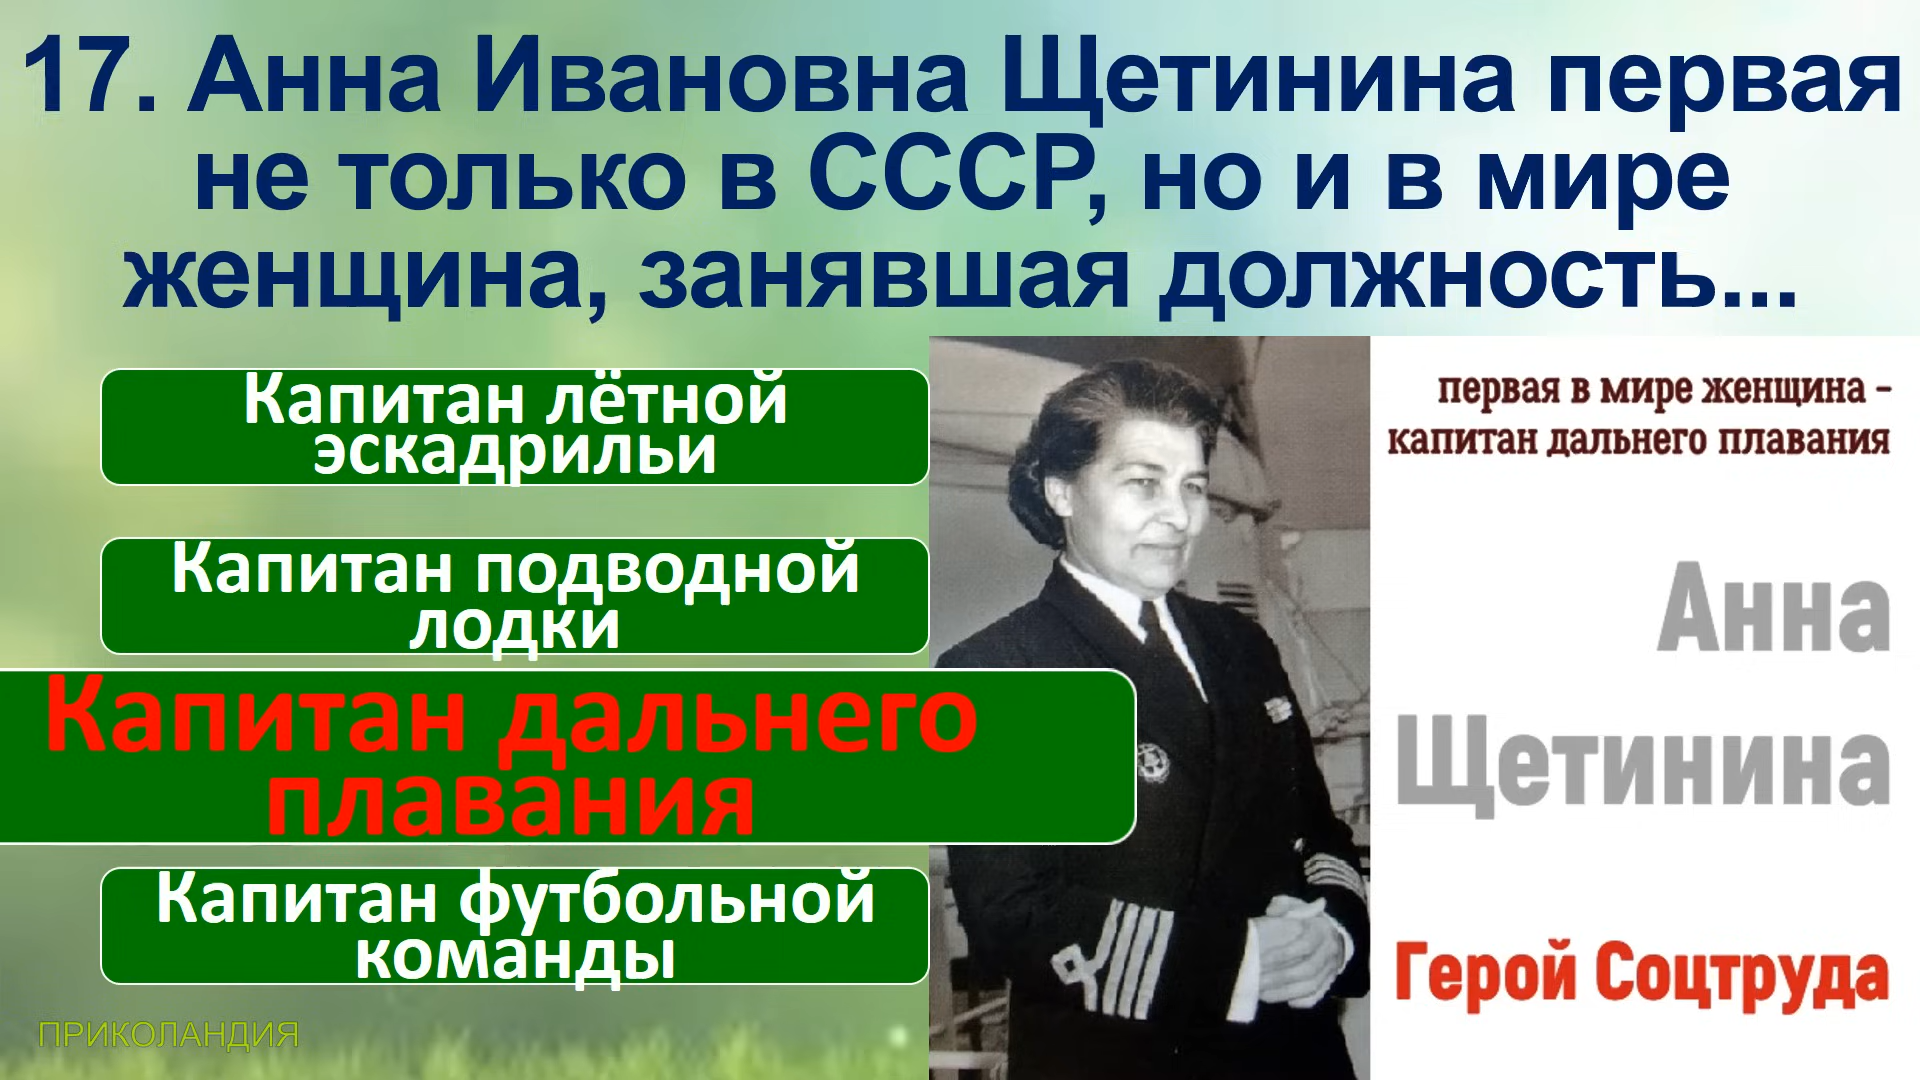 17. Анна Ивановна Щетинина первая
не только в СССР, но и в мире
женщина, занявшая должность...
Капитан лётной
эскадрильи
Капитан подводной
лодки
Капитан дальнего
плавания
Капитан футбольной
команды
первая в мире женщина –
капитан дальнего плавания
Анна
Щетинина
Герой Соцтруда
ПРИКОЛАНДИЯ